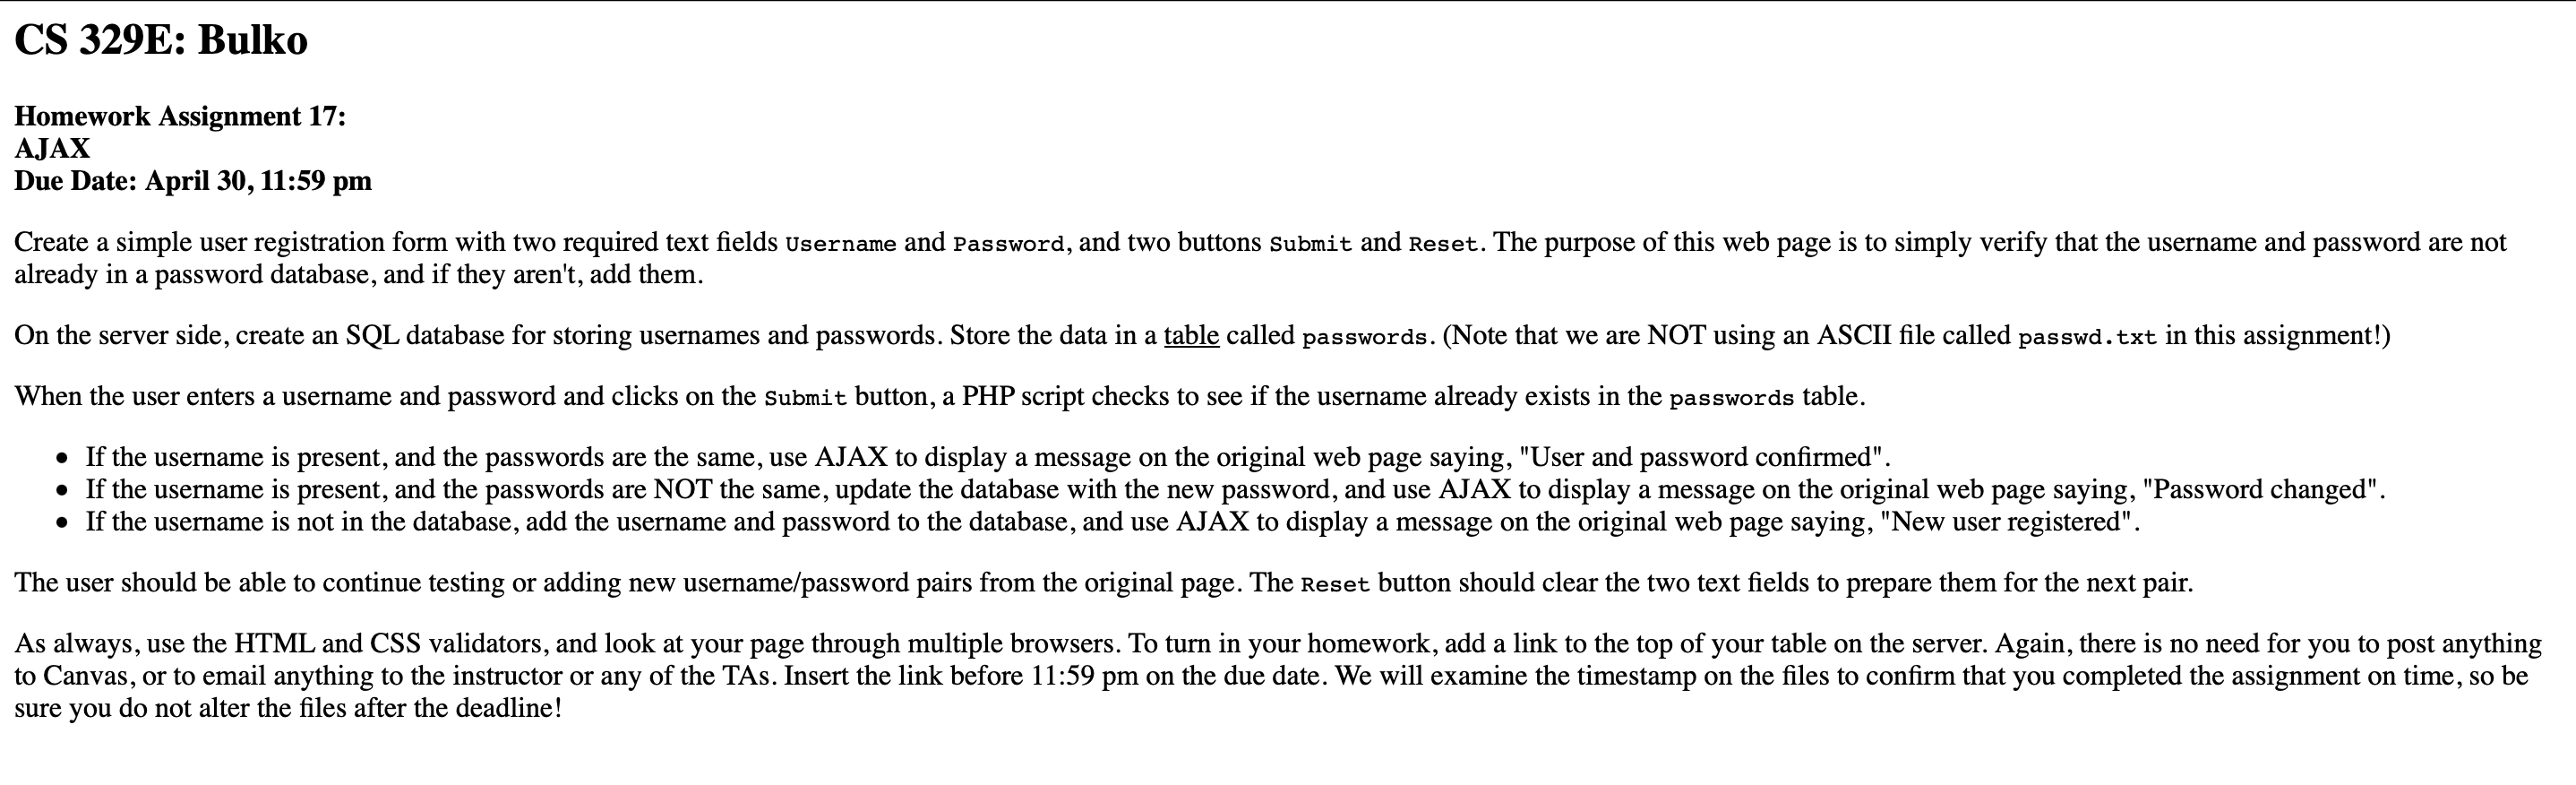 CS 329E: Bulko
Homework Assignment 17:
AJAX
Due Date: April 30, 11:59 pm
Create a simple user registration form with two required text fields Username and Password, and two buttons Submit and Reset. The purpose of this web page is to simply verify that the username and password are not
already in a password database, and if they aren't, add them.
On the server side, create an SQL database for storing usernames and passwords. Store the data in a table called passwords. (Note that we are NOT using an ASCII file called passwd.txt in this assignment!)
When the user enters a username and password and clicks on the Submit button, a PHP script checks to see if the username already exists in the passwords table.
• If the username is present, and the passwords are the same, use AJAX to display a message on the original web page saying, "User and password confirmed".
• If the username is present, and the passwords are NOT the same, update the database with the new password, and use AJAX to display a message on the original web page saying, "Password changed".
• If the username is not in the database, add the username and password to the database, and use AJAX to display a message on the original web page saying, "New user registered".
The user should be able to continue testing or adding new username/password pairs from the original page. The Reset button should clear the two text fields to prepare them for the next pair.
As always, use the HTML and CSS validators, and look at your page through multiple browsers. To turn in your homework, add a link to the top of your table on the server. Again, there is no need for you to post anything
to Canvas, or to email anything to the instructor or any of the TAs. Insert the link before 11:59 pm on the due date. We will examine the timestamp on the files to confirm that you completed the assignment on time, so be
sure you do not alter the files after the deadline!